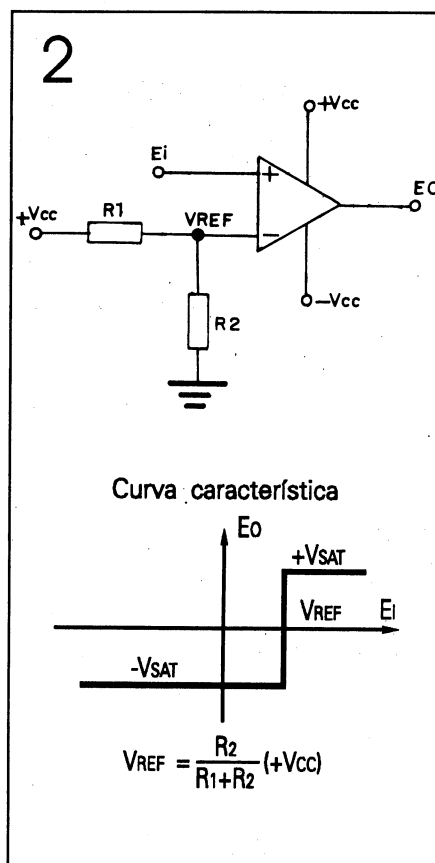 2
+Vcc
Ei
+
EO
+Vcc
R1
VREF
−
R2
−Vcc
Curva característica
EO
+VSAT
VREF
EI
-VSAT
VREF = R2 / R1+R2 (+VCC)